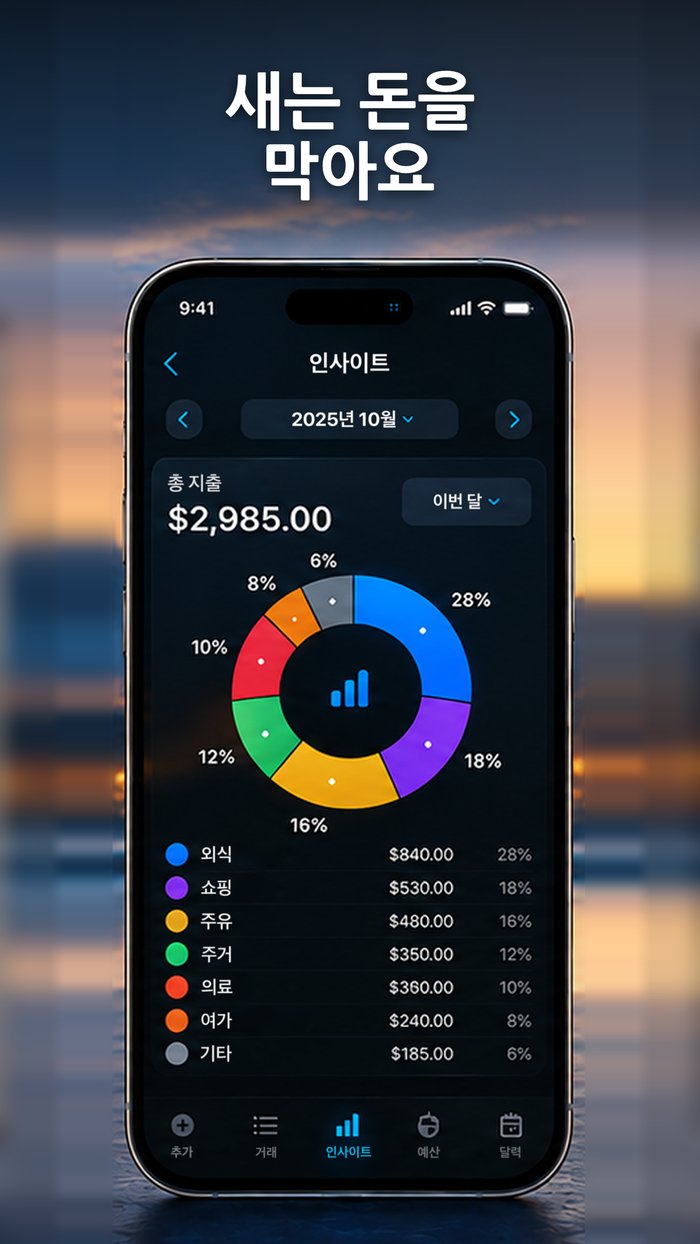 새는 돈을
막아요
9:41
인사이트
2025년 10월
총 지출
$2,985.00
이번 달
6%
8%
28%
10%
12%
18%
16%
외식 $840.00 28%
쇼핑 $530.00 18%
주유 $480.00 16%
주거 $350.00 12%
의료 $360.00 10%
여가 $240.00 8%
기타 $185.00 6%
추가 거래 인사이트 예산 달력